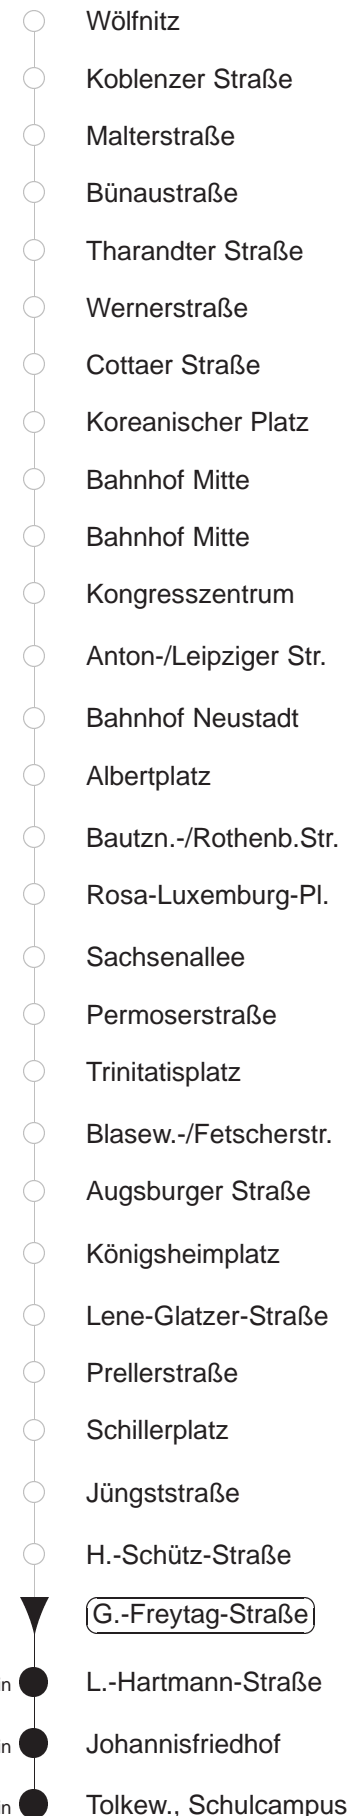 Wölfnitz
Koblenzer Straße
Malterstraße
Bünaustraße
Tharandter Straße
Wernerstraße
Cottaer Straße
Koreanischer Platz
Bahnhof Mitte
Bahnhof Mitte
Kongresszentrum
Anton-/Leipziger Str.
Bahnhof Neustadt
Albertplatz
Bautzn.-/Rothenb.Str.
Rosa-Luxemburg-Pl.
Sachsenallee
Permoserstraße
Trinitatisplatz
Blasew.-/Fetscherstr.
Augsburger Straße
Königsheimplatz
Lene-Glatzer-Straße
Prellerstraße
Schillerplatz
Jüngststraße
H.-Schütz-Straße
G.-Freytag-Straße
L.-Hartmann-Straße
Johannisfriedhof
Tolkew., Schulcampus